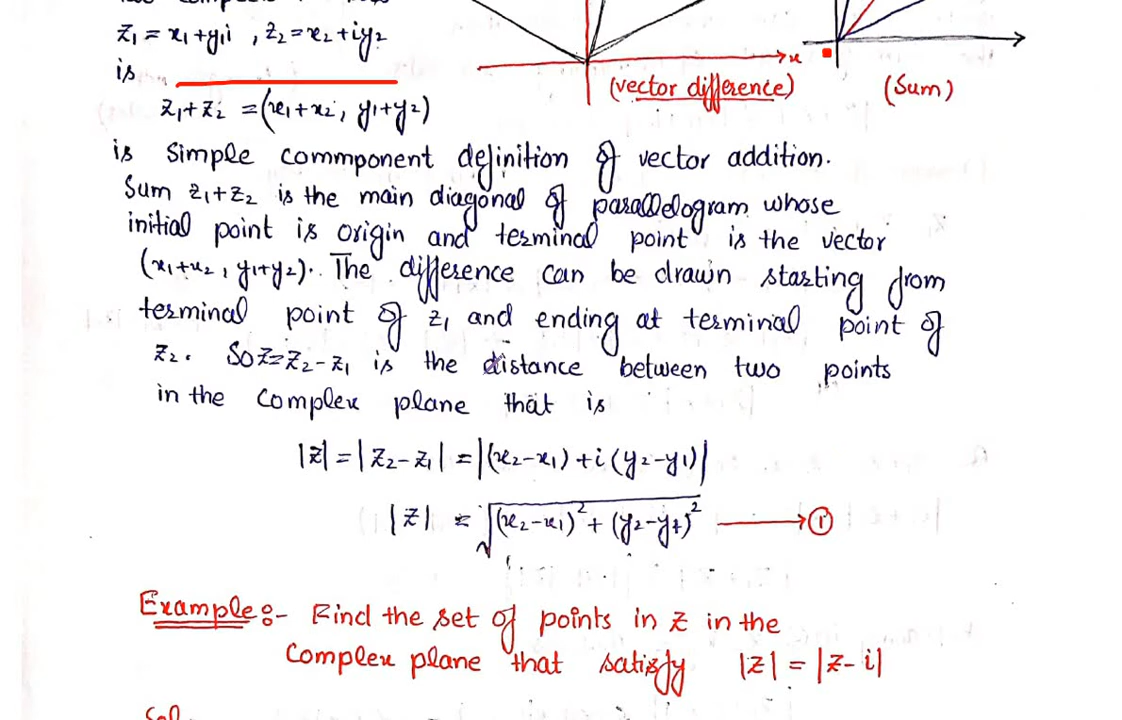 z₁ = x₁+y₁i , z₂ = x₂+iy₂
x
is
(vector difference)
(Sum)
z₁+z₂ = (x₁+x₂, y₁+y₂)
is Simple commponent definition of vector addition.
Sum z₁+z₂ is the main diagonal of parallelogram whose
initial point is origin and terminal point is the vector
(x₁+x₂, y₁+y₂). The difference can be drawn starting from
terminal point of z₁ and ending at terminal point of
z₂. So z=z₂-z₁ is the distance between two points
in the complex plane that is
|z| = |z₂-z₁| = |(x₂-x₁)+i(y₂-y₁)|
|z| = √(x₂-x₁)²+(y₂-y₁)² → ①
Example:- Find the set of points in z in the
Complex plane that satisfy |z| = |z-i|
Sol